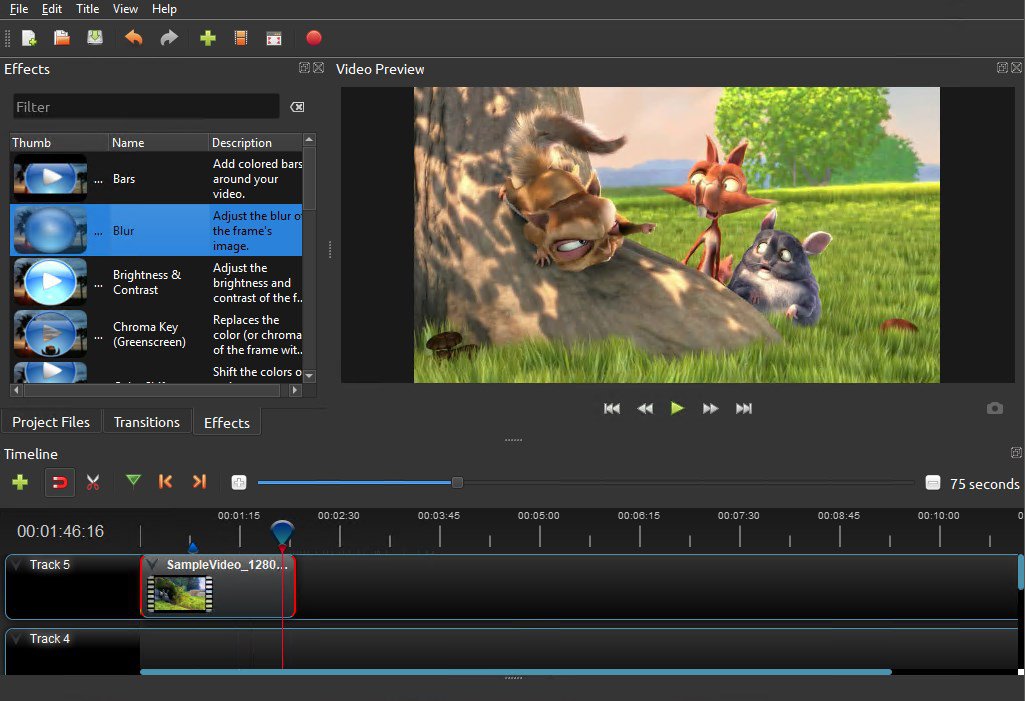 File Edit Title View Help
Effects
Video Preview
Filter
Thumb Name Description
... Bars
Add colored bars
around your
video.
... Blur
Adjust the blur o
the frame's
image.
... Brightness &
Contrast
Adjust the
brightness and
contrast of the f...
... Chroma Key
(Greenscreen)
Replaces the
color (or chroma
of the frame wit...
Shift the colors o
Project Files Transitions Effects
Timeline
75 seconds
00:01:46:16
00:01:15 00:02:30 00:03:45 00:05:00 00:06:15 00:07:30 00:08:45 00:10:00
Track 5
SampleVideo_1280...
Track 4